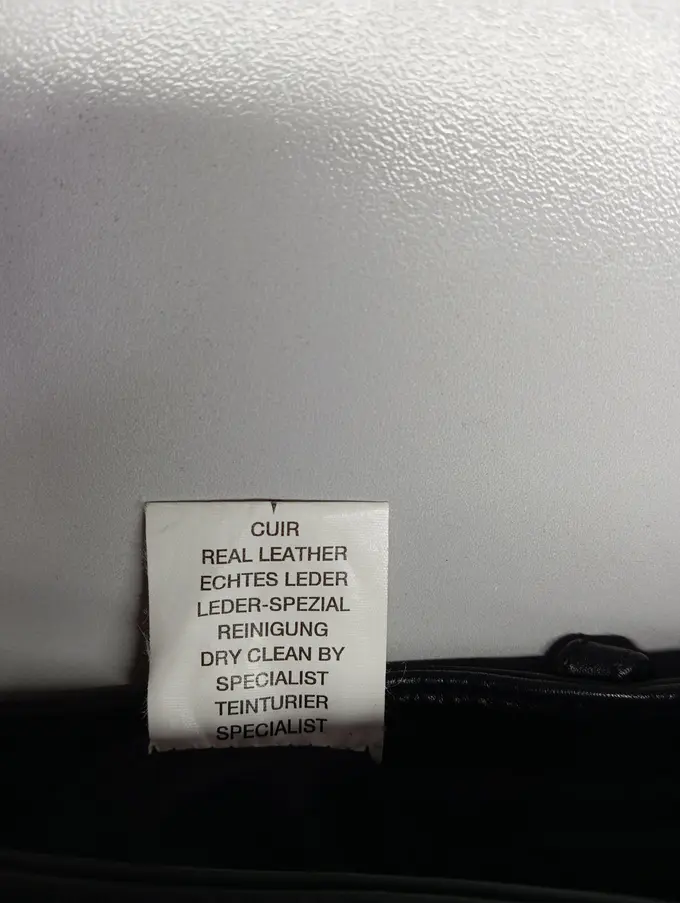 CUIR
REAL LEATHER
ECHTES LEDER
LEDER-SPEZIAL
REINIGUNG
DRY CLEAN BY
SPECIALIST
TEINTURIER
SPECIALIST